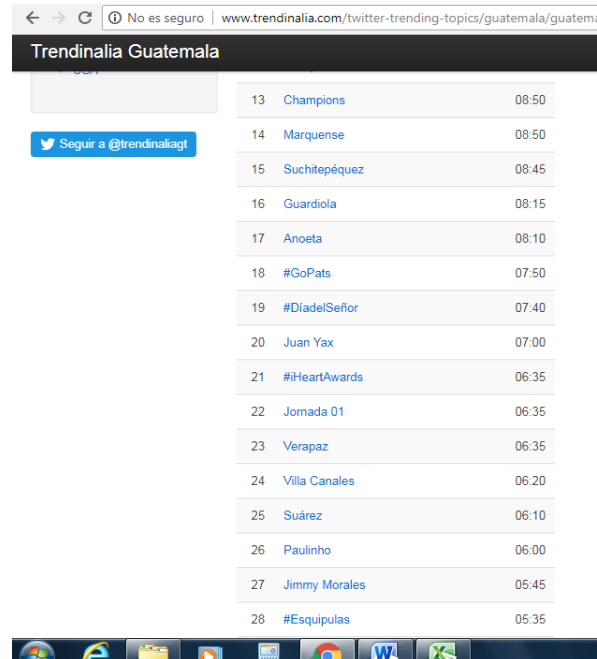 No es seguro | www.trendinalia.com/twitter-trending-topics/guatemala/guatema
Trendinalia Guatemala
Seguir a @trendinaliagt
13 Champions 08:50
14 Marquense 08:50
15 Suchitepéquez 08:45
16 Guardiola 08:15
17 Anoeta 08:10
18 #GoPats 07:50
19 #DíadelSeñor 07:40
20 Juan Yax 07:00
21 #iHeartAwards 06:35
22 Jornada 01 06:35
23 Verapaz 06:35
24 Villa Canales 06:20
25 Suárez 06:10
26 Paulinho 06:00
27 Jimmy Morales 05:45
28 #Esquipulas 05:35